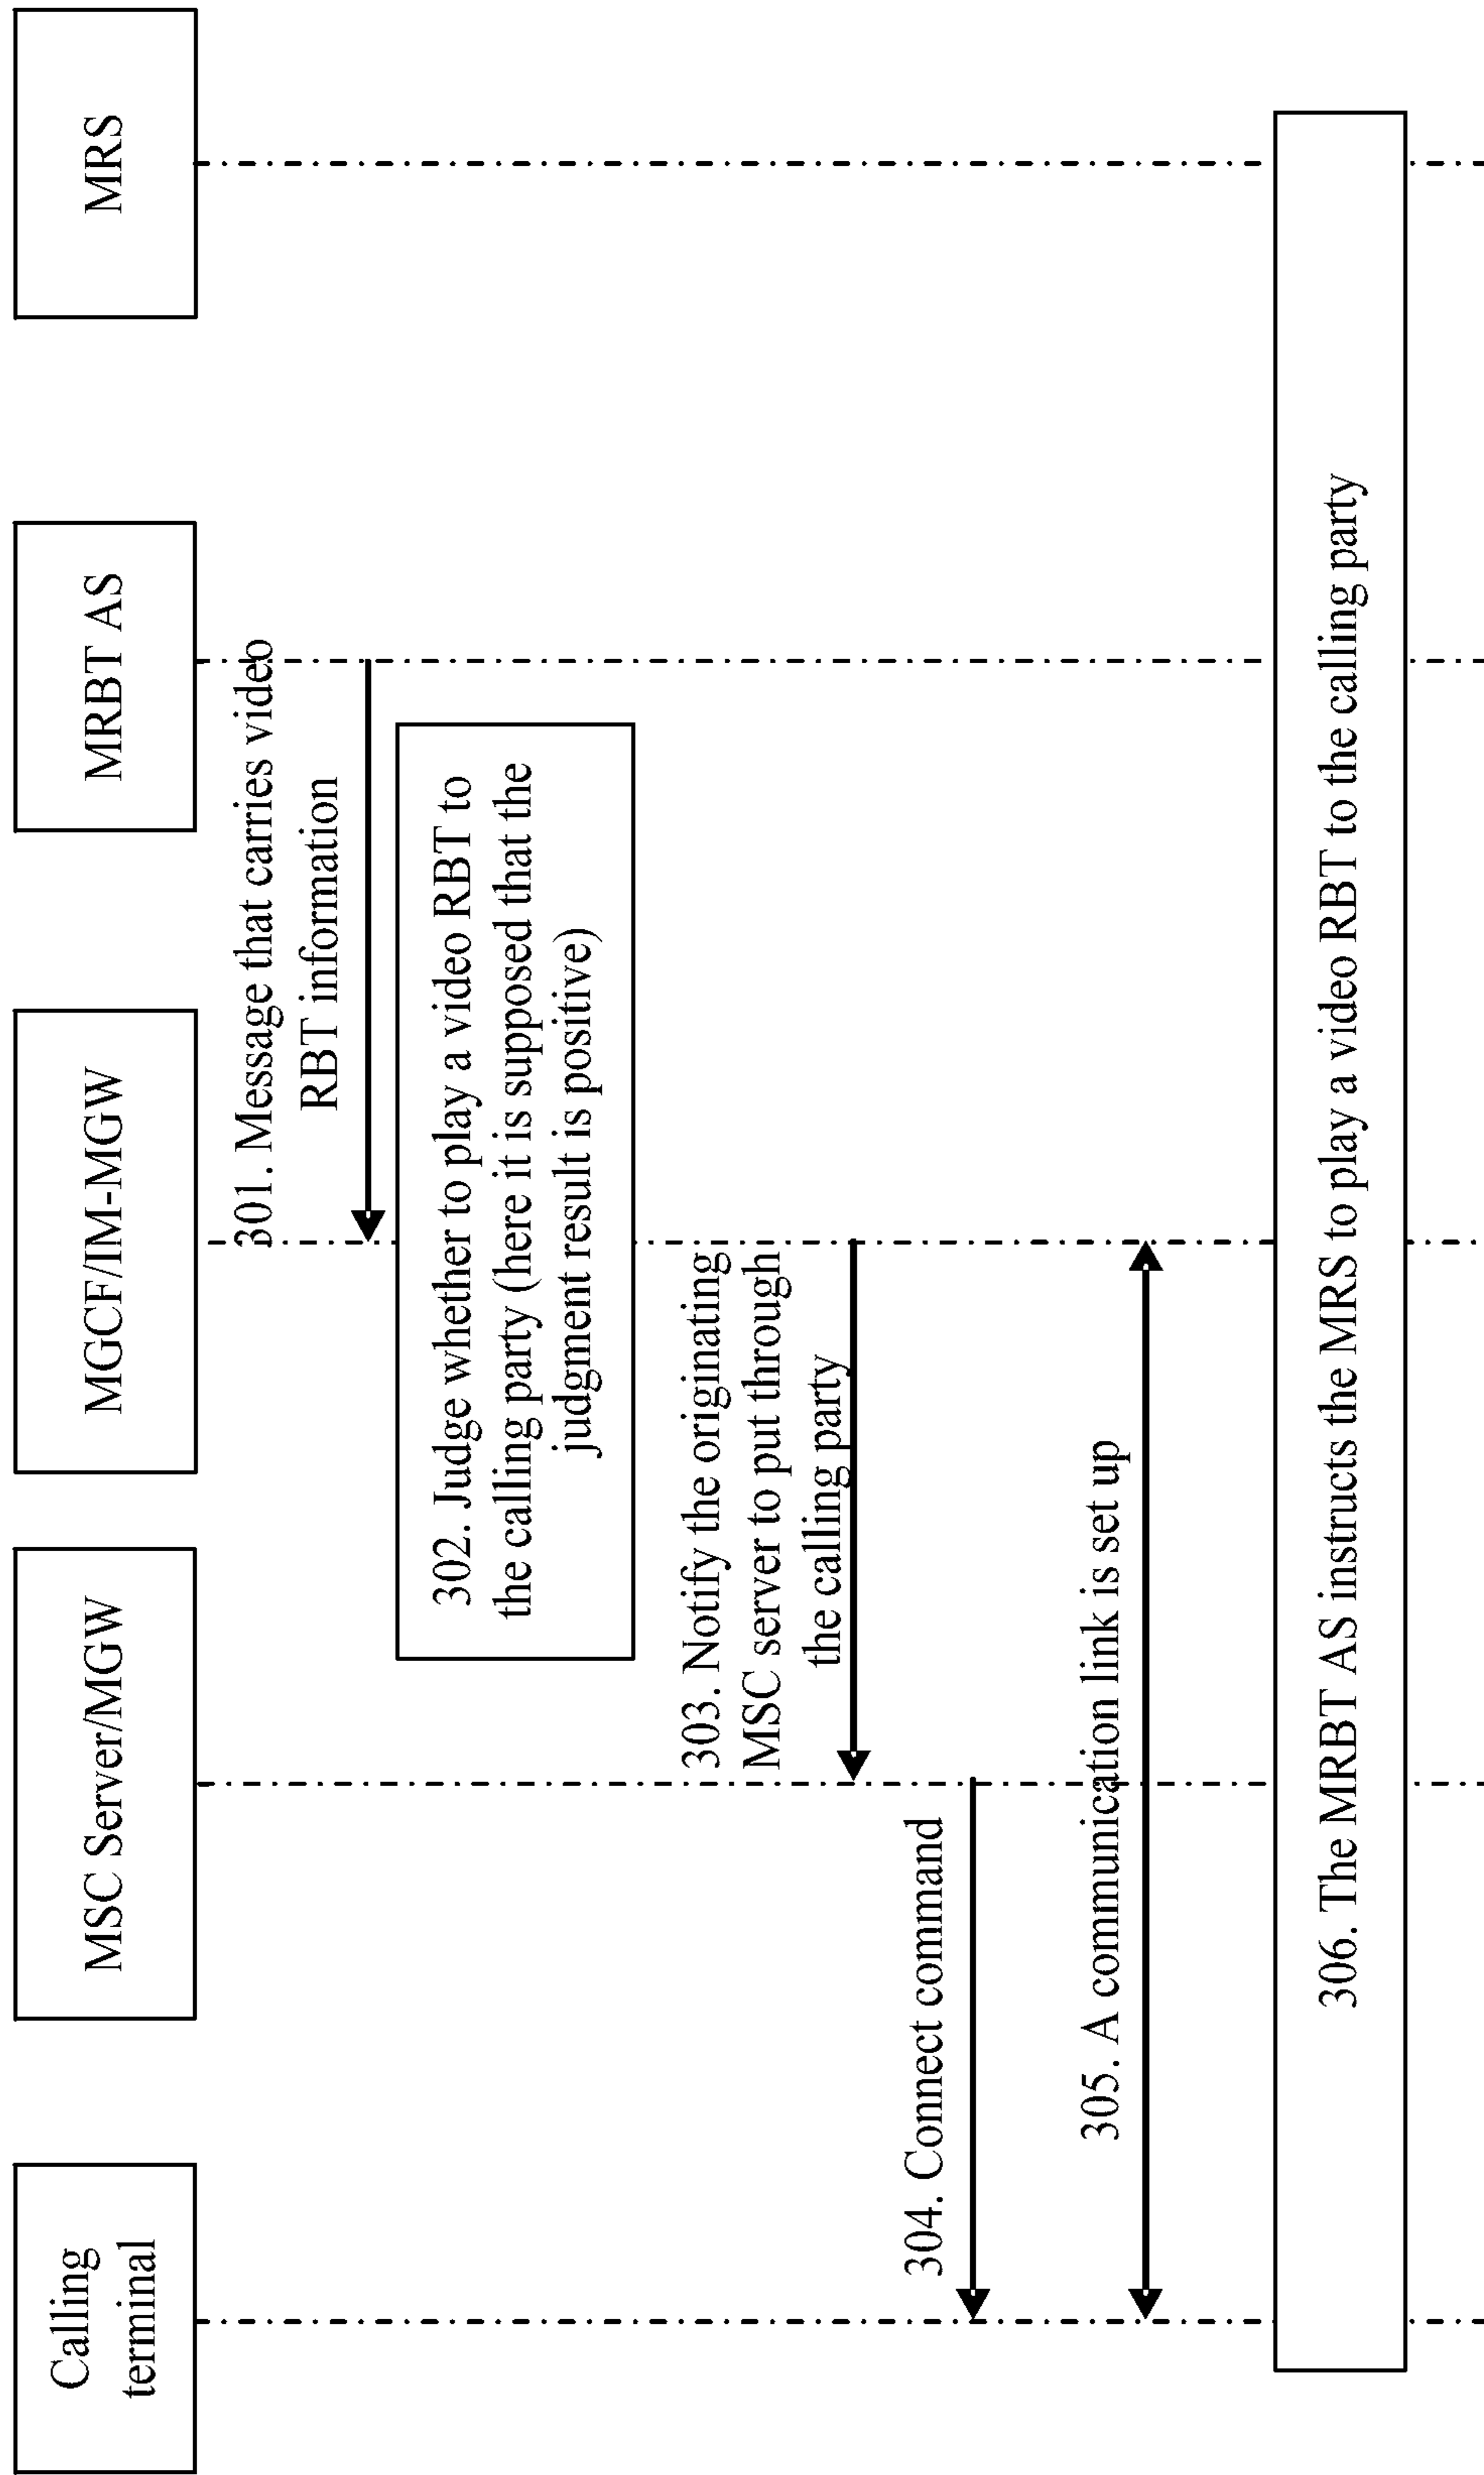 Calling
terminal
MSC Server/MGW
MGCF/IM-MGW
MRBT AS
MRS
301. Message that carries video
RBT information
302. Judge whether to play a video RBT to
the calling party (here it is supposed that the
judgment result is positive)
303. Notify the originating
MSC server to put through
the calling party
304. Connect command
305. A communication link is set up
306. The MRBT AS instructs the MRS to play a video RBT to the calling party